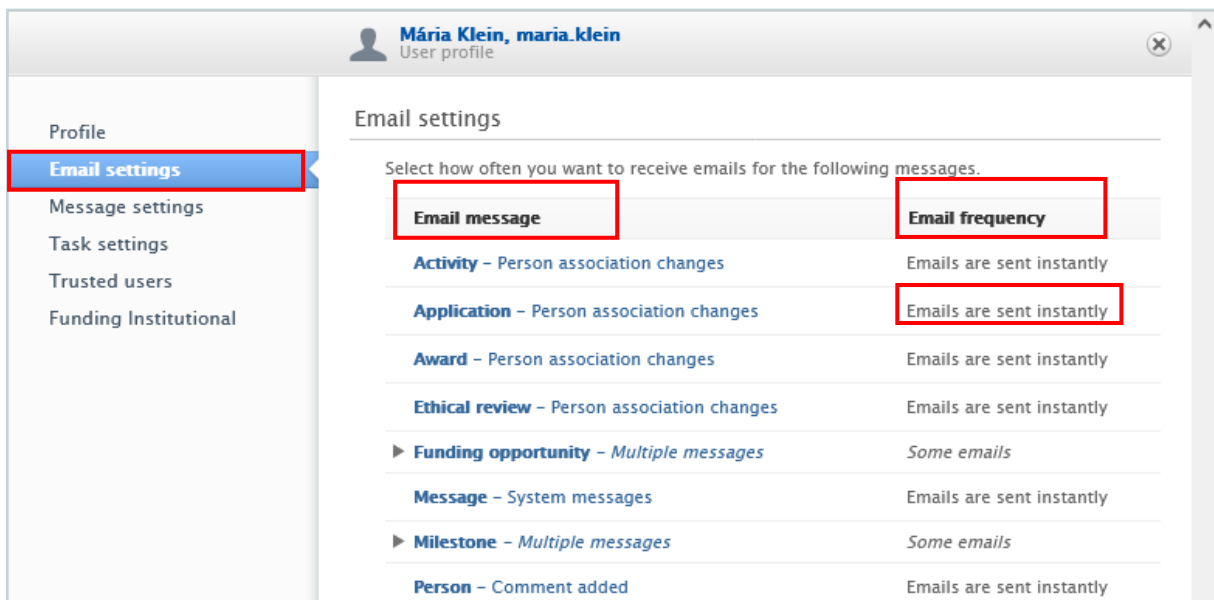 Mária Klein, maria.klein
User profile
Profile
Email settings
Message settings
Task settings
Trusted users
Funding Institutional
Email settings
Select how often you want to receive emails for the following messages.
Email message Email frequency
Activity – Person association changes Emails are sent instantly
Application – Person association changes Emails are sent instantly
Award – Person association changes Emails are sent instantly
Ethical review – Person association changes Emails are sent instantly
Funding opportunity – Multiple messages Some emails
Message – System messages Emails are sent instantly
Milestone – Multiple messages Some emails
Person – Comment added Emails are sent instantly